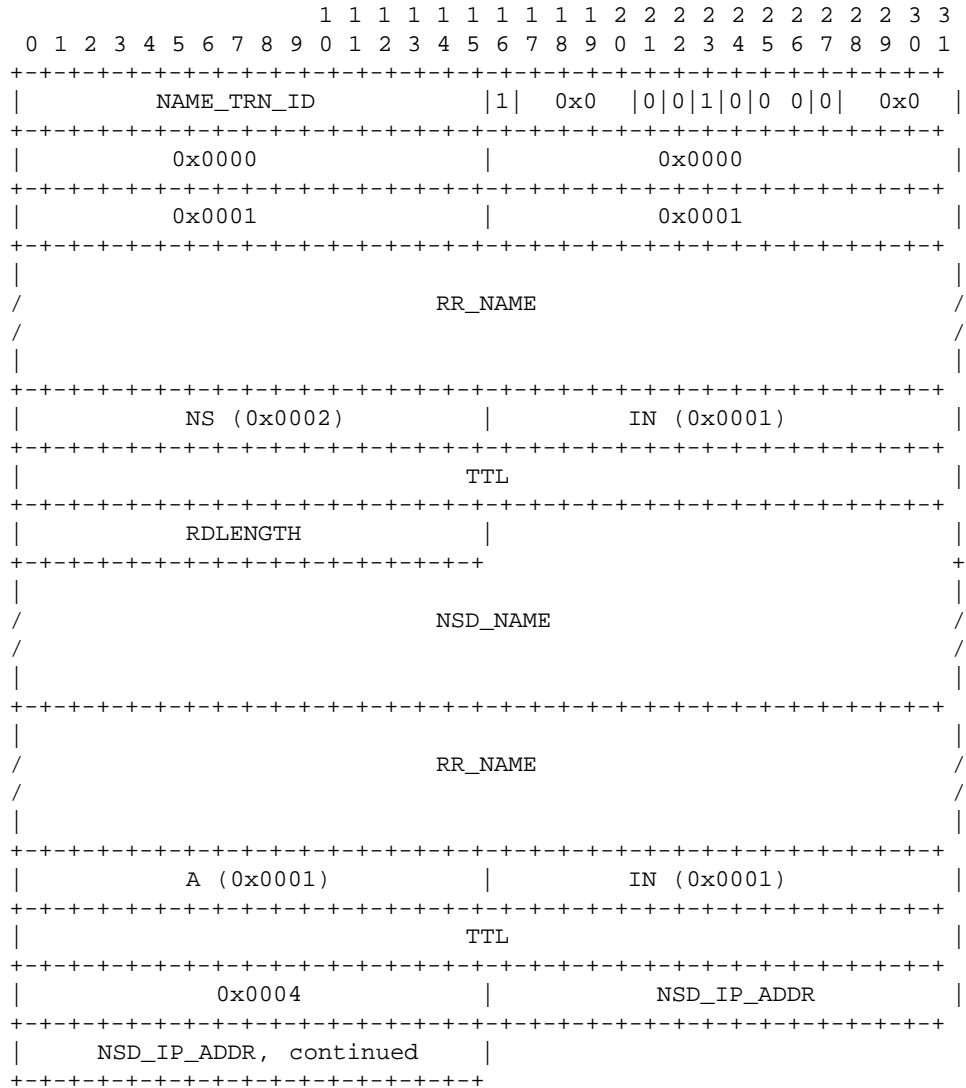 1 1 1 1 1 1 1 1 1 1 2 2 2 2 2 2 2 2 2 2 3 3
 0 1 2 3 4 5 6 7 8 9 0 1 2 3 4 5 6 7 8 9 0 1 2 3 4 5 6 7 8 9 0 1
+-+-+-+-+-+-+-+-+-+-+-+-+-+-+-+-+-+-+-+-+-+-+-+-+-+-+-+-+-+-+-+-+
|          NAME_TRN_ID          |1|  0x0  |0|0|1|0|0 0|0|  0x0  |
+-+-+-+-+-+-+-+-+-+-+-+-+-+-+-+-+-+-+-+-+-+-+-+-+-+-+-+-+-+-+-+-+
|          0x0000               |           0x0000              |
+-+-+-+-+-+-+-+-+-+-+-+-+-+-+-+-+-+-+-+-+-+-+-+-+-+-+-+-+-+-+-+-+
|          0x0001               |           0x0001              |
+-+-+-+-+-+-+-+-+-+-+-+-+-+-+-+-+-+-+-+-+-+-+-+-+-+-+-+-+-+-+-+-+
|                                                               |
/                            RR_NAME                            /
/                                                               /
|                                                               |
+-+-+-+-+-+-+-+-+-+-+-+-+-+-+-+-+-+-+-+-+-+-+-+-+-+-+-+-+-+-+-+-+
|           NS (0x0002)         |         IN (0x0001)           |
+-+-+-+-+-+-+-+-+-+-+-+-+-+-+-+-+-+-+-+-+-+-+-+-+-+-+-+-+-+-+-+-+
|                              TTL                              |
+-+-+-+-+-+-+-+-+-+-+-+-+-+-+-+-+-+-+-+-+-+-+-+-+-+-+-+-+-+-+-+-+
|           RDLENGTH            |                               |
+-+-+-+-+-+-+-+-+-+-+-+-+-+-+-+-+                               +
|                                                               |
/                            NSD_NAME                           /
/                                                               /
|                                                               |
+-+-+-+-+-+-+-+-+-+-+-+-+-+-+-+-+-+-+-+-+-+-+-+-+-+-+-+-+-+-+-+-+
|                                                               |
/                            RR_NAME                            /
/                                                               /
|                                                               |
+-+-+-+-+-+-+-+-+-+-+-+-+-+-+-+-+-+-+-+-+-+-+-+-+-+-+-+-+-+-+-+-+
|           A (0x0001)          |         IN (0x0001)           |
+-+-+-+-+-+-+-+-+-+-+-+-+-+-+-+-+-+-+-+-+-+-+-+-+-+-+-+-+-+-+-+-+
|                              TTL                              |
+-+-+-+-+-+-+-+-+-+-+-+-+-+-+-+-+-+-+-+-+-+-+-+-+-+-+-+-+-+-+-+-+
|             0x0004            |           NSD_IP_ADDR         |
+-+-+-+-+-+-+-+-+-+-+-+-+-+-+-+-+-+-+-+-+-+-+-+-+-+-+-+-+-+-+-+-+
|     NSD_IP_ADDR, continued    |
+-+-+-+-+-+-+-+-+-+-+-+-+-+-+-+-+